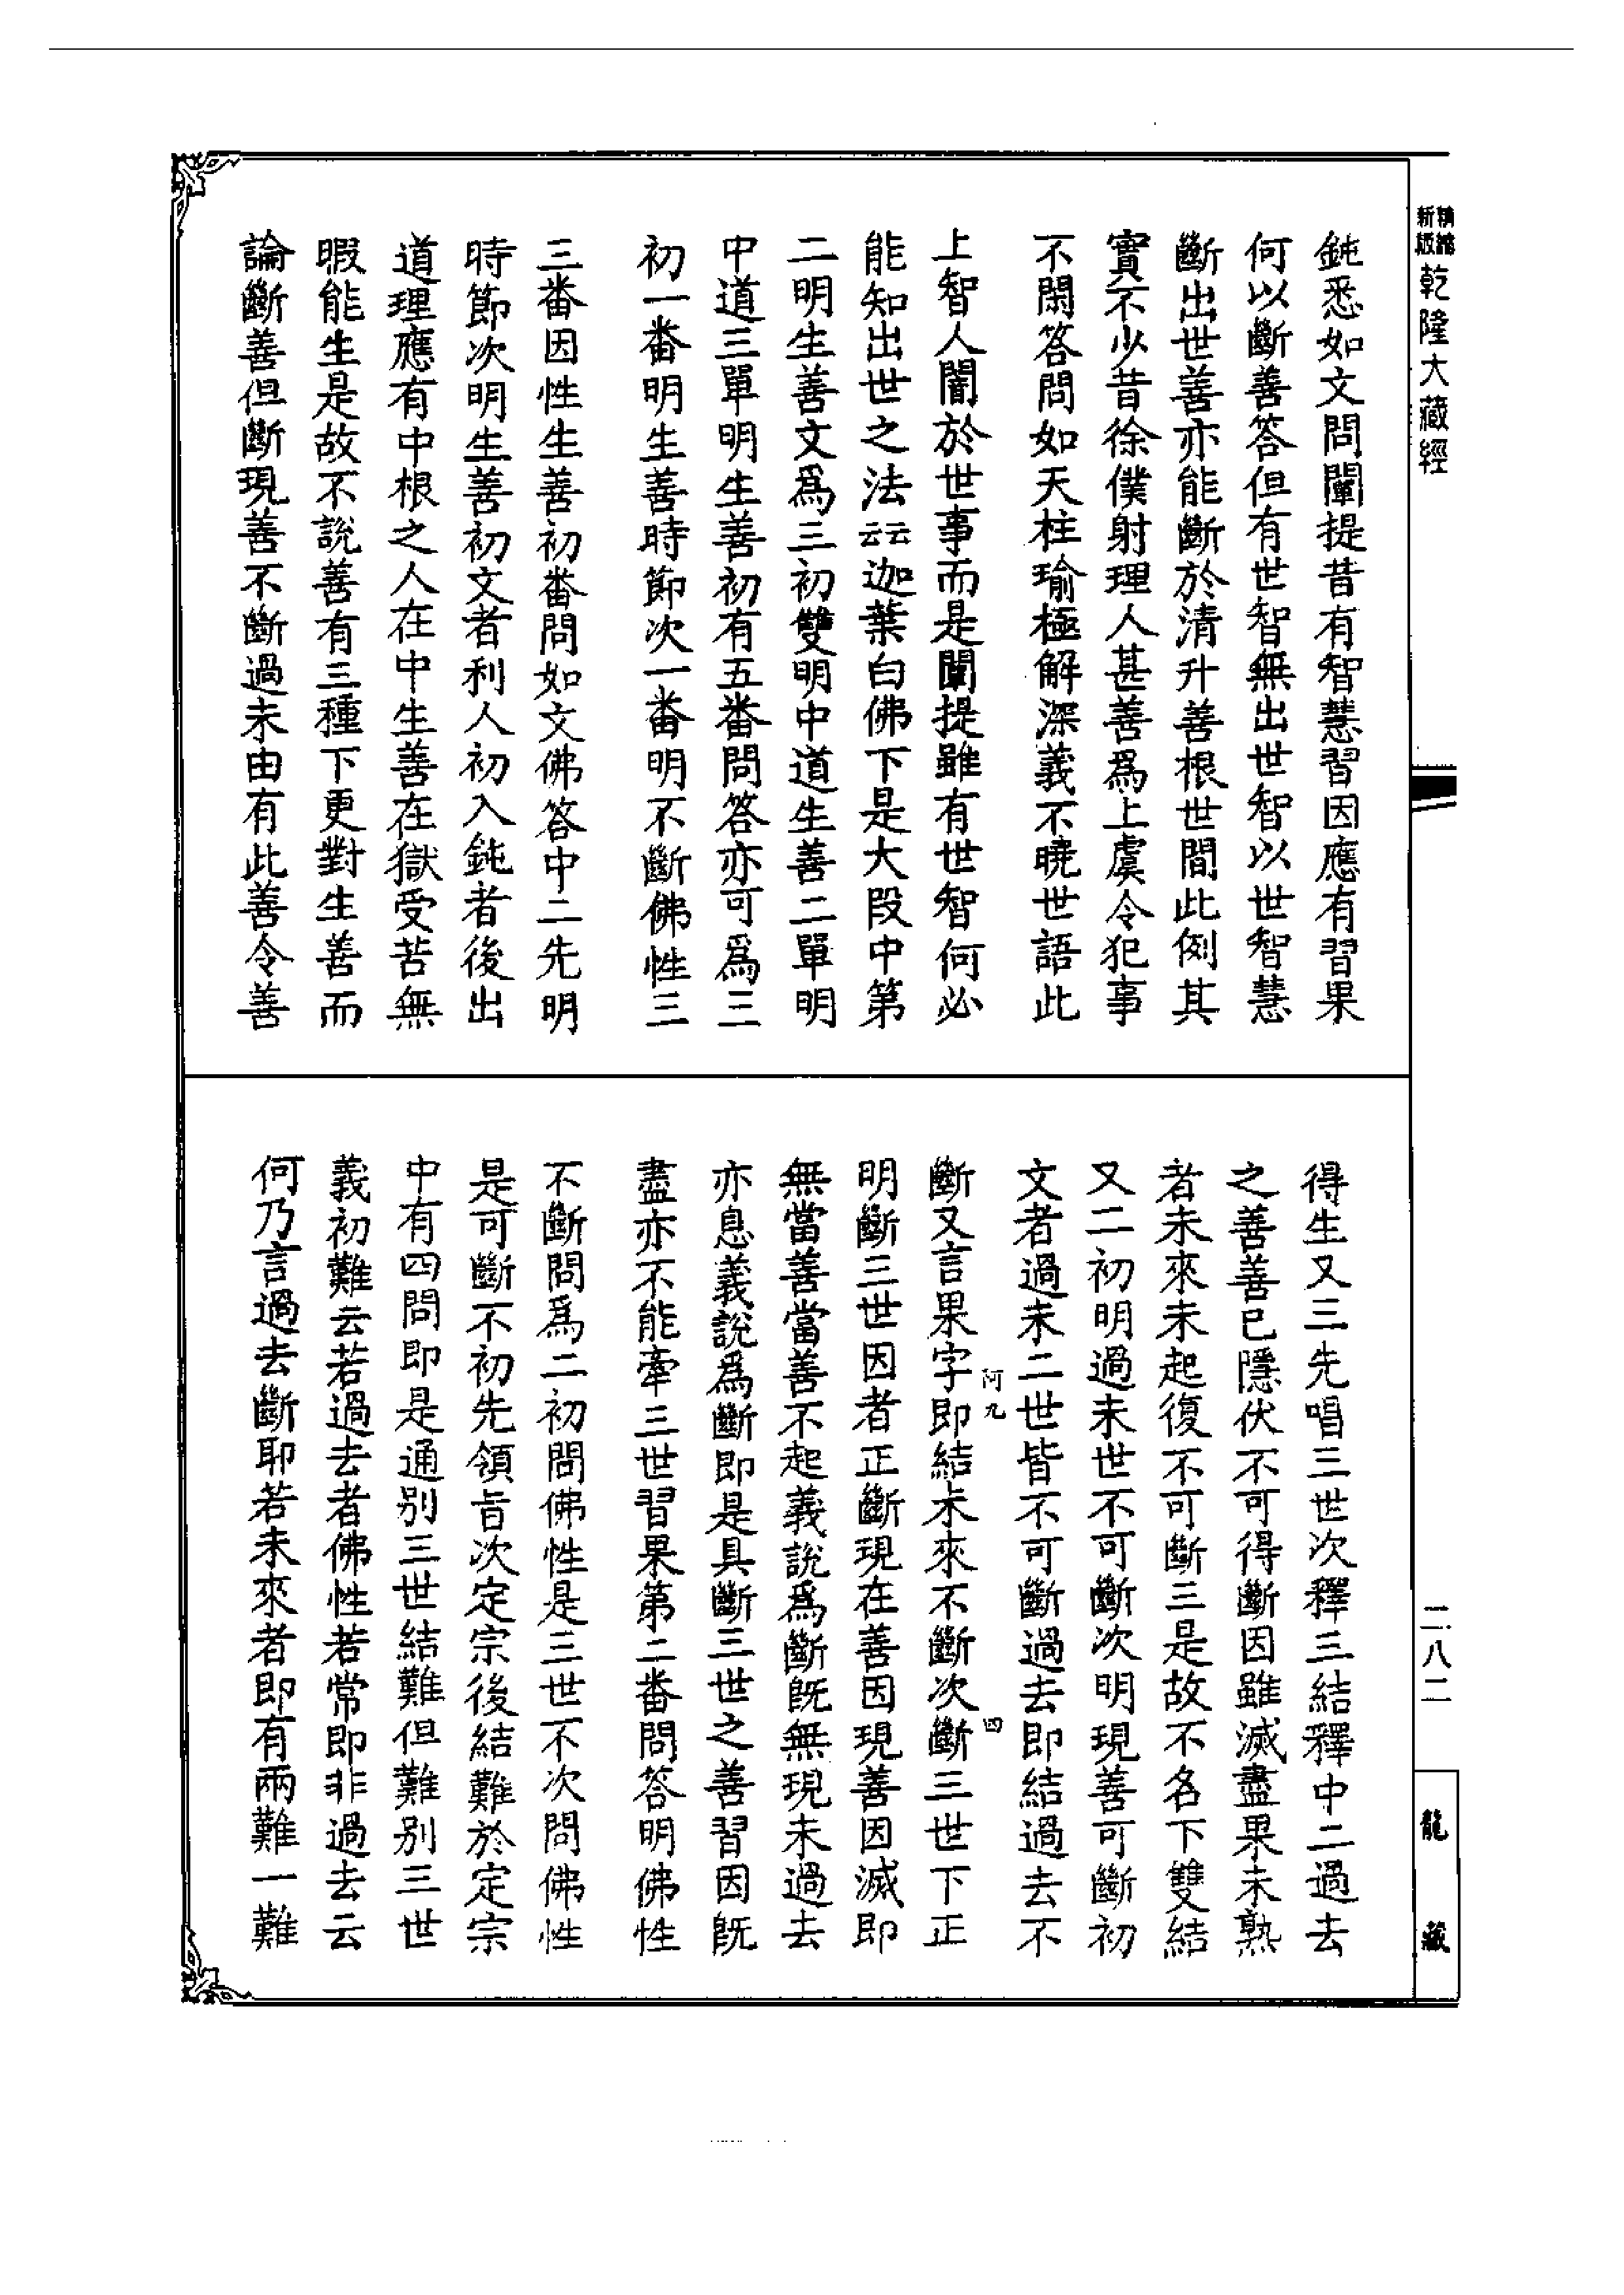 精縮
新版
乾隆大藏經
鈍悉如文問闡提昔有智慧習因應有習果
何以斷善答但有世智無出世智以世智慧
斷出世善亦能斷於清升善根世間此例其
實不少昔徐僕射理人甚善爲上虞令犯事
不閑答問如天柱瑜極解深義不曉世語此
上智人闇於世事而是闡提雖有世智何必
能知出世之法云云迦葉白佛下是大段中第
二明生善文爲三初雙明中道生善二單明
中道三單明生善初有五番問答亦可爲三
初一番明生善時節次一番明不斷佛性三
三番因性生善初番問如文佛答中二先明
時節次明生善初文者利人初入鈍者後出
道理應有中根之人在中生善在獄受苦無
暇能生是故不說善有三種下更對生善而
論斷善但斷現善不斷過未由有此善令善
得生又三先唱三世次釋三結釋中二過去
之善善已隱伏不可得斷因雖滅盡果未熟
者未來未起復不可斷三是故不名下雙結
又二初明過未世不可斷次明現善可斷初
文者過未二世皆不可斷過去即結過去不
阿九
四
斷又言果字即結未來不斷次斷三世下正
明斷三世因者正斷現在善因現善因滅即
無當善當善不起義說爲斷既無現未過去
亦息義說爲斷即是具斷三世之善習因既
盡亦不能牽三世習果第二番問答明佛性
不斷問爲二初問佛性是三世不次問佛性
是可斷不初先領旨次定宗後結難於定宗
中有四問即是通別三世結難但難別三世
義初難云若過去者佛性若常即非過去云
何乃言過去斷耶若未來者即有兩難一難
二八二
龍藏